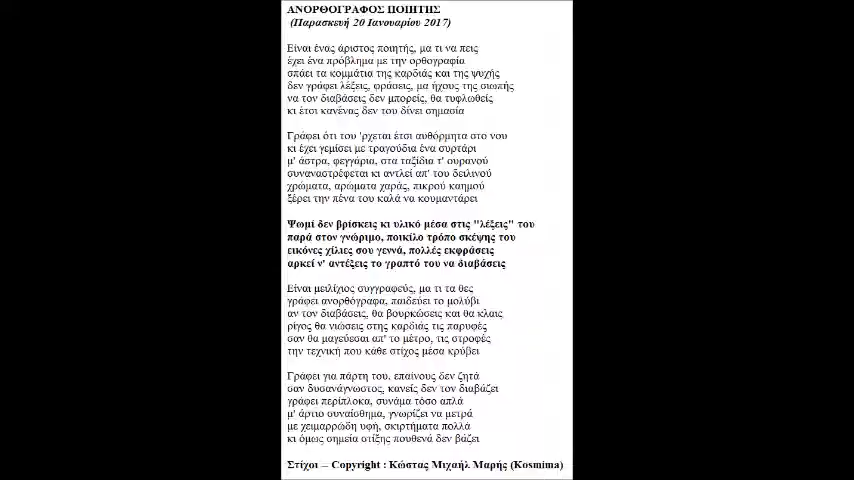 ΑΝΟΡΘΟΓΡΑΦΟΣ ΠΟΙΗΤΗΣ
(Παρασκευή 20 Ιανουαρίου 2017)
Είναι ένας άριστος ποιητής, μα τι να πεις
έχει ένα πρόβλημα με την ορθογραφία
σπάει τα κομμάτια της καρδιάς και της ψυχής
δεν γράφει λέξεις, φράσεις, μα ήχους της σιωπής
να τον διαβάσεις δεν μπορείς, θα τυφλωθείς
κι έτσι κανένας δεν του δίνει σημασία
Γράφει ότι του 'ρχεται έτσι αυθόρμητα στο νου
κι έχει γεμίσει με τραγούδια ένα συρτάρι
μ' άστρα, φεγγάρια, στα ταξίδια τ' ουρανού
συναναστρέφεται κι αντλεί απ' του δειλινού
χρώματα, αρώματα χαράς, πικρού καημού
ξέρει την πένα του καλά να κουμαντάρει
Ψωμί δεν βρίσκεις κι υλικό μέσα στις "λέξεις" του
παρά στον γνώριμο, ποικίλο τρόπο σκέψης του
εικόνες χίλιες σου γεννά, πολλές εκφράσεις
αρκεί ν' αντέξεις το γραπτό του να διαβάσεις
Είναι μειλίχιος συγγραφεύς, μα τι τα θες
γράφει ανορθόγραφα, παιδεύει το μολύβι
αν τον διαβάσεις, θα βουρκώσεις και θα κλαις
ρίγος θα νιώσεις στης καρδιάς τις παρυφές
σαν θα μαγεύεσαι απ' το μέτρο, τις στροφές
την τεχνική που κάθε στίχος μέσα κρύβει
Γράφει για πάρτη του, επαίνους δεν ζητά
σαν δυσανάγνωστος, κανείς δεν τον διαβάζει
γράφει περίπλοκα, συνάμα τόσο απλά
μ' άρτιο συναίσθημα, γνωρίζει να μετρά
με χειμαρρώδη υφή, σκιρτήματα πολλά
κι όμως σημεία στίξης πουθενά δεν βάζει
Στίχοι – Copyright : Κώστας Μιχαήλ Μαρής (Kosmima)